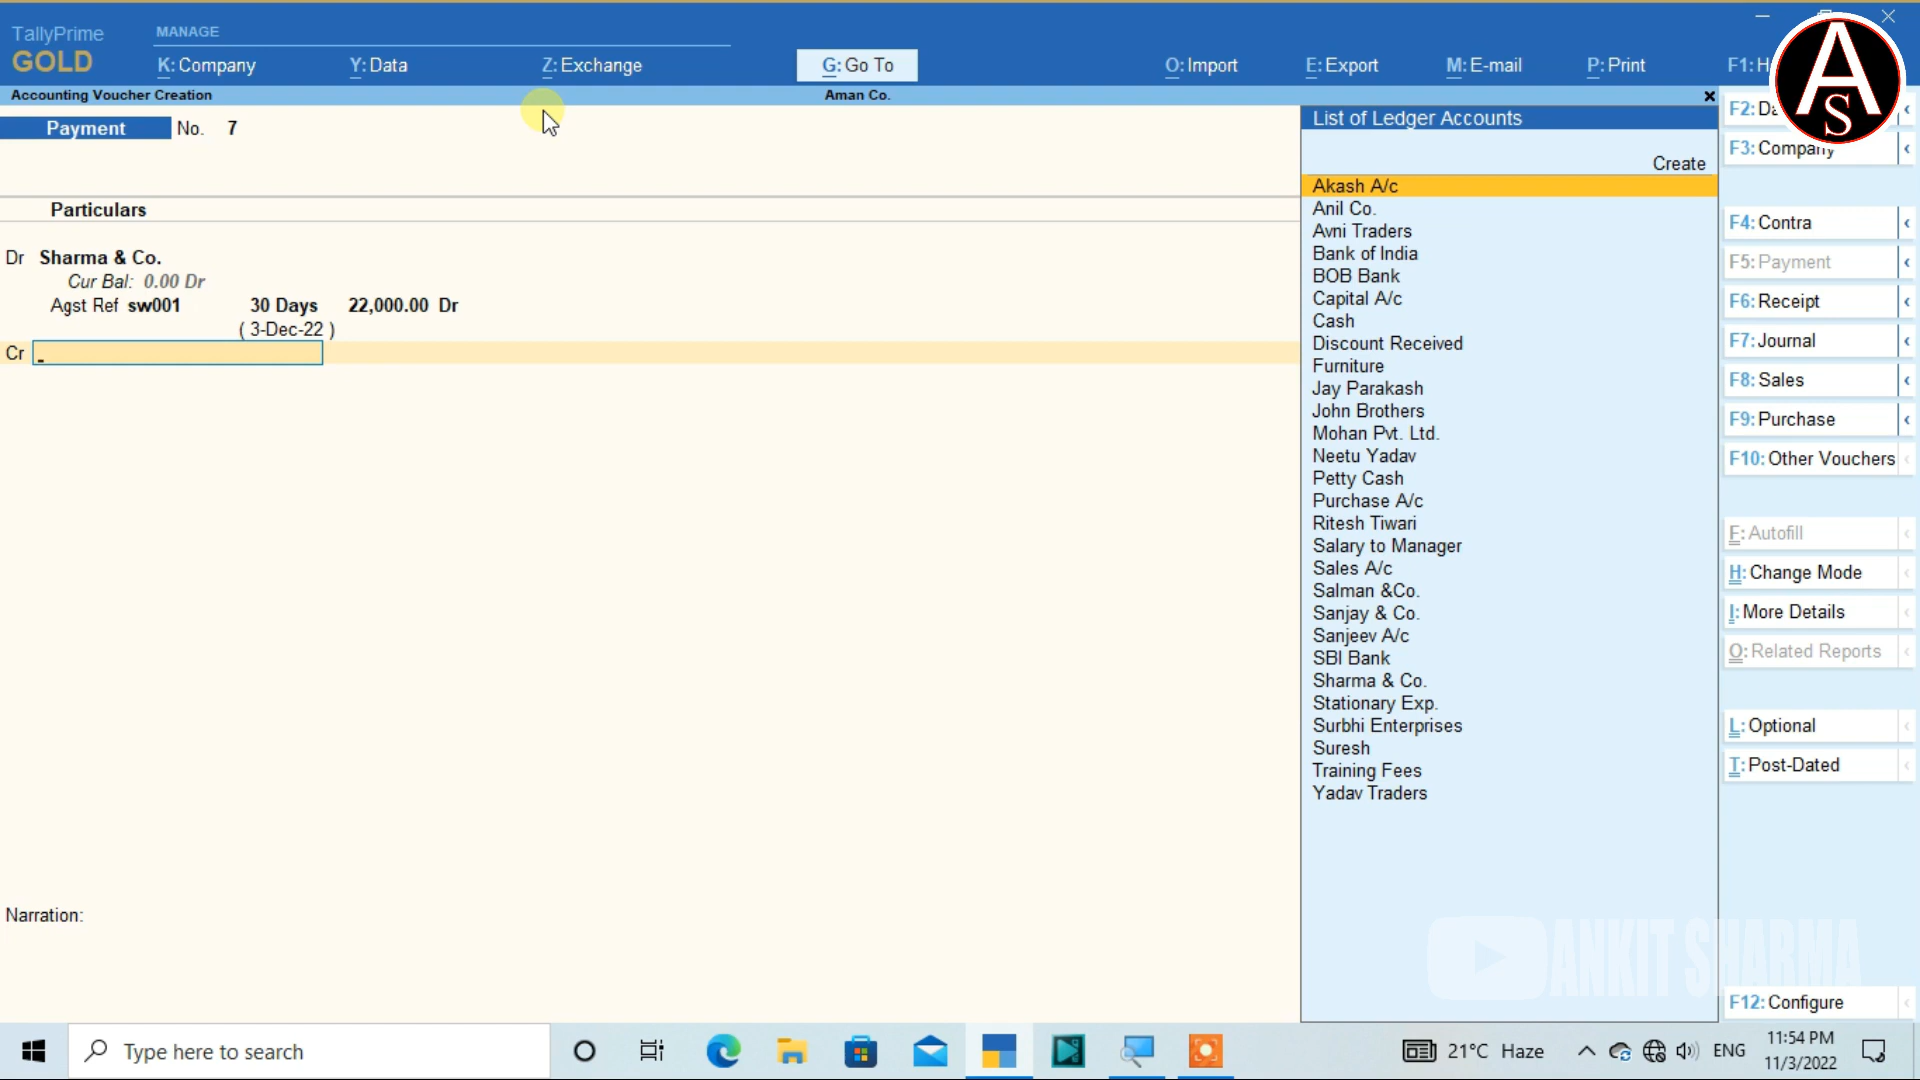 TallyPrime
GOLD
MANAGE
K: Company
Y: Data
Z: Exchange
G: Go To
O: Import
E: Export
M: E-mail
P: Print
F1:
Accounting Voucher Creation
Aman Co.
Payment No. 7
Particulars
Dr Sharma & Co.
Cur Bal: 0.00 Dr
Agst Ref sw001 30 Days 22,000.00 Dr
( 3-Dec-22 )
Cr
Narration:
List of Ledger Accounts
Create
Akash A/c
Anil Co.
Avni Traders
Bank of India
BOB Bank
Capital A/c
Cash
Discount Received
Furniture
Jay Parakash
John Brothers
Mohan Pvt. Ltd.
Neetu Yadav
Petty Cash
Purchase A/c
Ritesh Tiwari
Salary to Manager
Sales A/c
Salman &Co.
Sanjay & Co.
Sanjeev A/c
SBI Bank
Sharma & Co.
Stationary Exp.
Surbhi Enterprises
Suresh
Training Fees
Yadav Traders
AS
F2:
F3: Company
F4: Contra
F5: Payment
F6: Receipt
F7: Journal
F8: Sales
F9: Purchase
F10: Other Vouchers
F: Autofill
H: Change Mode
I: More Details
O: Related Reports
L: Optional
T: Post-Dated
ANKIT SHARMA
F12: Configure
Type here to search
21°C Haze
ENG
11:54 PM
11/3/2022